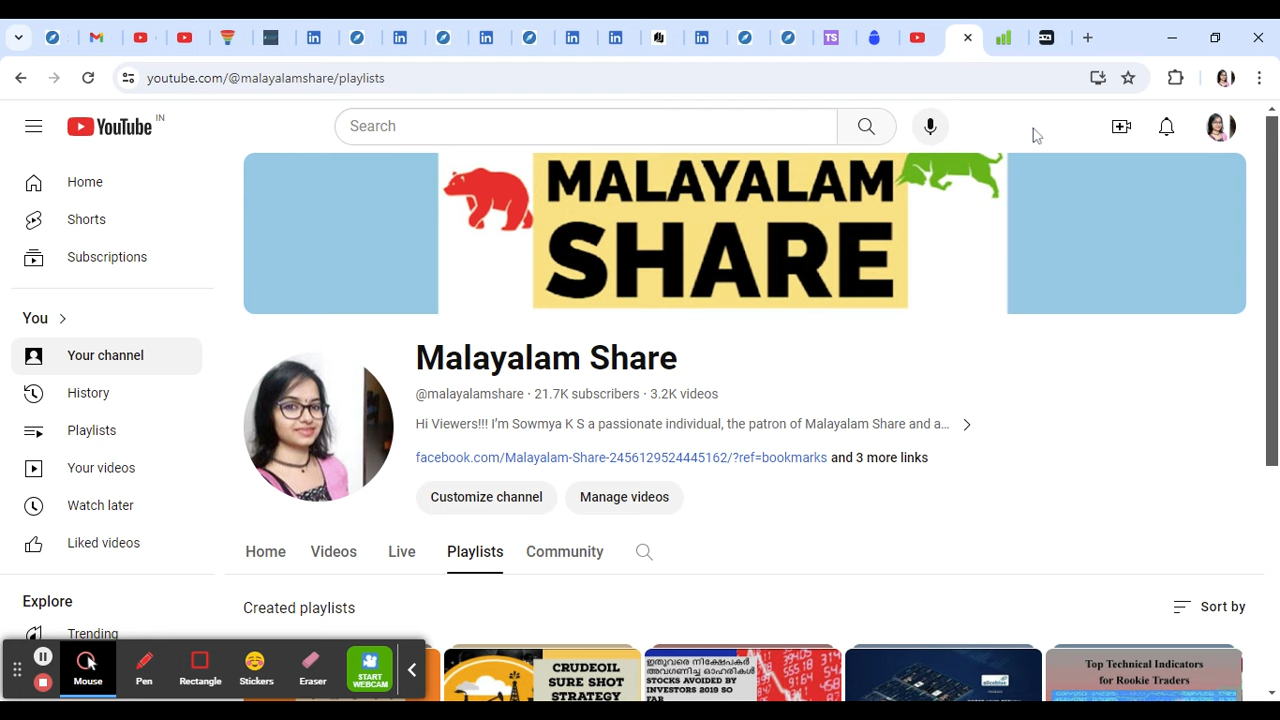 youtube.com/@malayalamshare/playlists
YouTube IN
Search
Home
Shorts
Subscriptions
You
Your channel
History
Playlists
Your videos
Watch later
Liked videos
Explore
Trending
MALAYALAM
SHARE
Malayalam Share
@malayalamshare · 21.7K subscribers · 3.2K videos
Hi Viewers!!! I'm Sowmya K S a passionate individual, the patron of Malayalam Share and a...
facebook.com/Malayalam-Share-2456129524445162/?ref=bookmarks and 3 more links
Customize channel
Manage videos
Home
Videos
Live
Playlists
Community
Created playlists
Sort by
CRUDEOIL
SURE SHOT
STRATEGY
ഇതുവരെ നിക്ഷേപകർ
അവഗണിച്ച ഓഹരികൾ
STOCKS AVOIDED BY
INVESTORS 2019 SO
FAR
aliceblue
Top Technical Indicators
for Rookie Traders
Mouse
Pen
Rectangle
Stickers
Eraser
START
WEBCAM